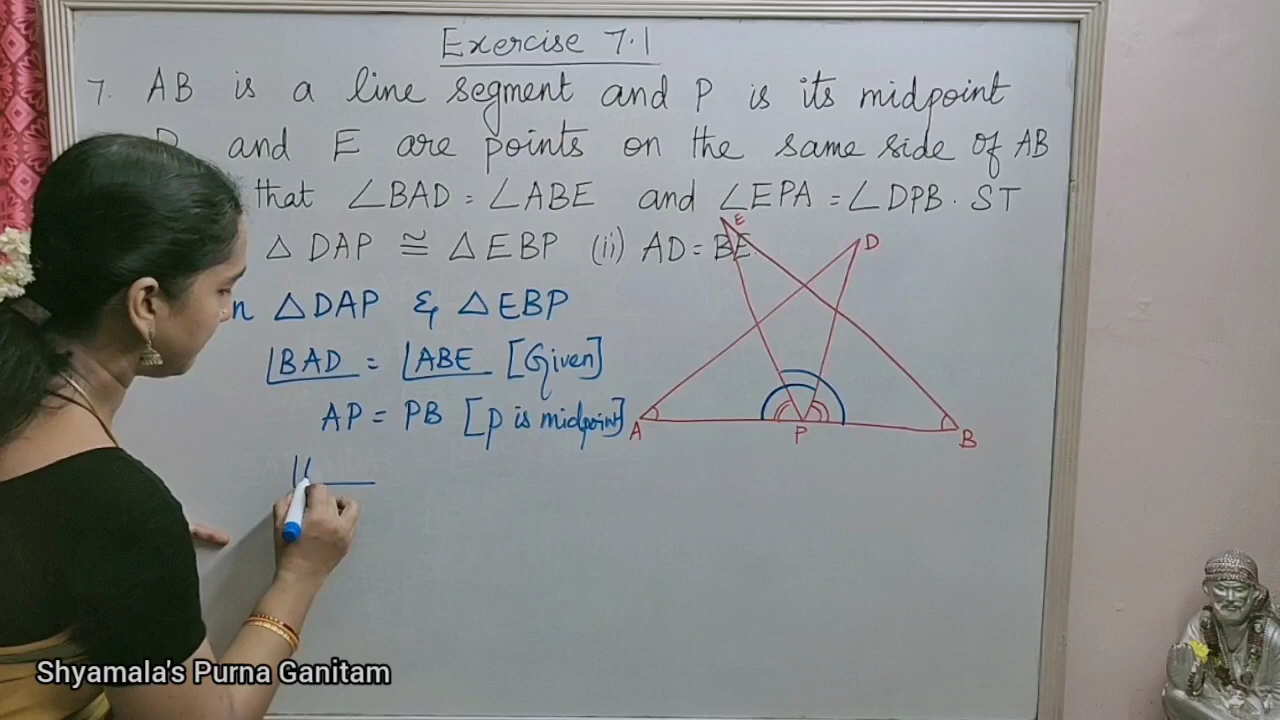 Exercise 7.1
7. AB is a line segment and P is its midpoint
and E are points on the same side of AB
that ∠BAD = ∠ABE and ∠EPA = ∠DPB. ST
△ DAP ≅ △ EBP (ii) AD = BE.
n △DAP & △EBP
∠BAD = ∠ABE [Given]
AP = PB [P is midpoint]
E
D
A
P
B
Shyamala's Purna Ganitam